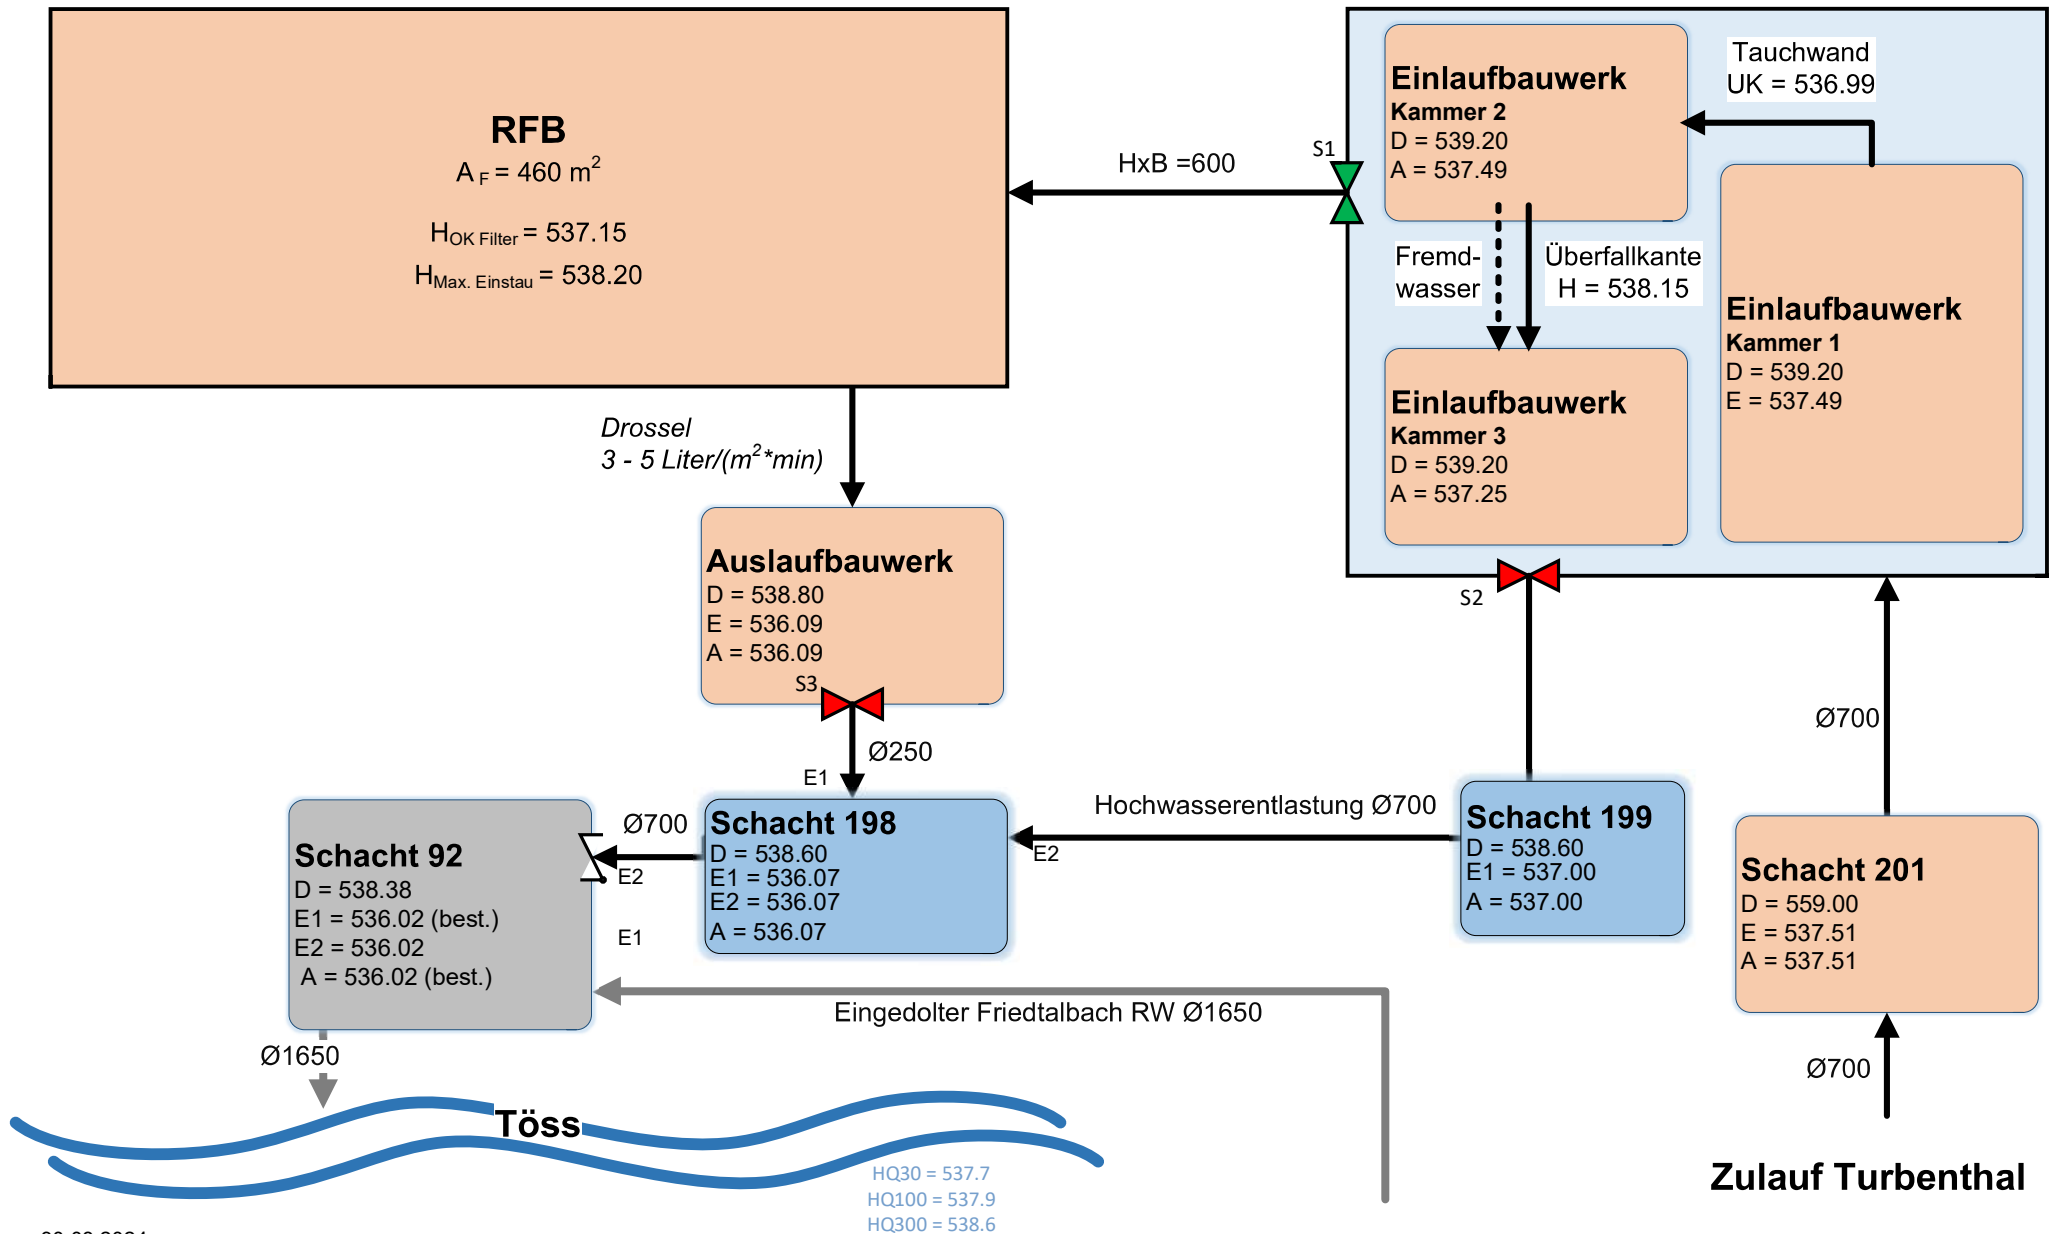 RFB
A F = 460 m2
HOK Filter = 537.15
HMax. Einstau = 538.20
HxB =600
S1
Einlaufbauwerk
Kammer 2
D = 539.20
A = 537.49
Tauchwand
UK = 536.99
Fremd-
wasser
Überfallkante
H = 538.15
Einlaufbauwerk
Kammer 1
D = 539.20
E = 537.49
Einlaufbauwerk
Kammer 3
D = 539.20
A = 537.25
S2
Drossel
3 - 5 Liter/(m2*min)
Auslaufbauwerk
D = 538.80
E = 536.09
A = 536.09
S3
Ø250
E1
Ø700
Schacht 92
D = 538.38
E1 = 536.02 (best.)
E2 = 536.02
A = 536.02 (best.)
Ø700
E2
E1
Schacht 198
D = 538.60
E1 = 536.07
E2 = 536.07
A = 536.07
Hochwasserentlastung Ø700
E2
Schacht 199
D = 538.60
E1 = 537.00
A = 537.00
Schacht 201
D = 559.00
E = 537.51
A = 537.51
Eingedolter Friedtalbach RW Ø1650
Ø1650
Ø700
Töss
Zulauf Turbenthal
HQ30 = 537.7
HQ100 = 537.9
HQ300 = 538.6